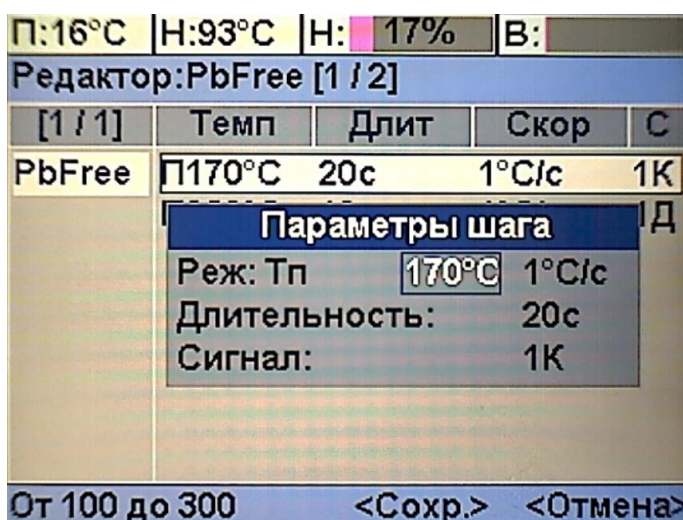 П:16°C Н:93°C Н: 17% В:
Редактор:PbFree [1 / 2]
[1 / 1] Темп Длит Скор С
PbFree П170°C 20с 1°C/с 1К
1Д
Параметры шага
Реж: Тп 170°C 1°C/с
Длительность: 20с
Сигнал: 1К
От 100 до 300 <Сохр.> <Отмена>